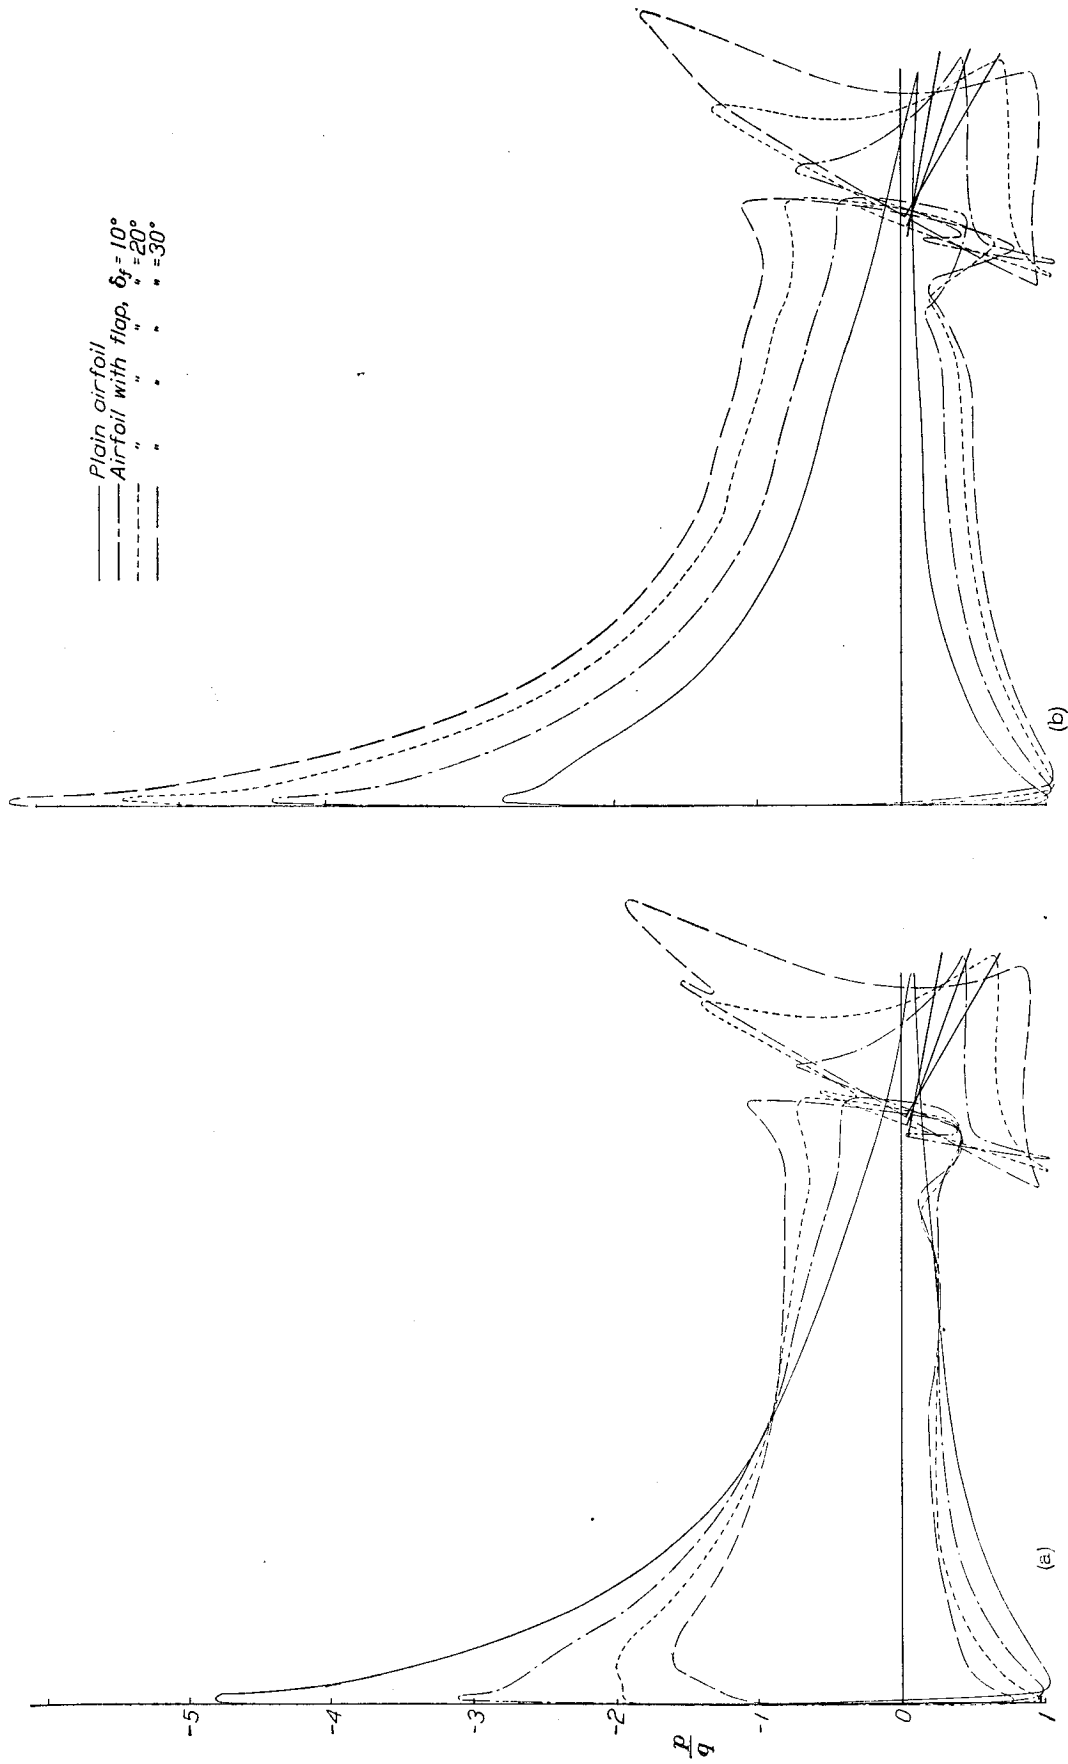 Plain airfoil
Airfoil with flap, δf = 10°
" " " " = 20°
" " " " = 30°
-5
-4
-3
-2
-1
0
1
p
q
(a)
(b)